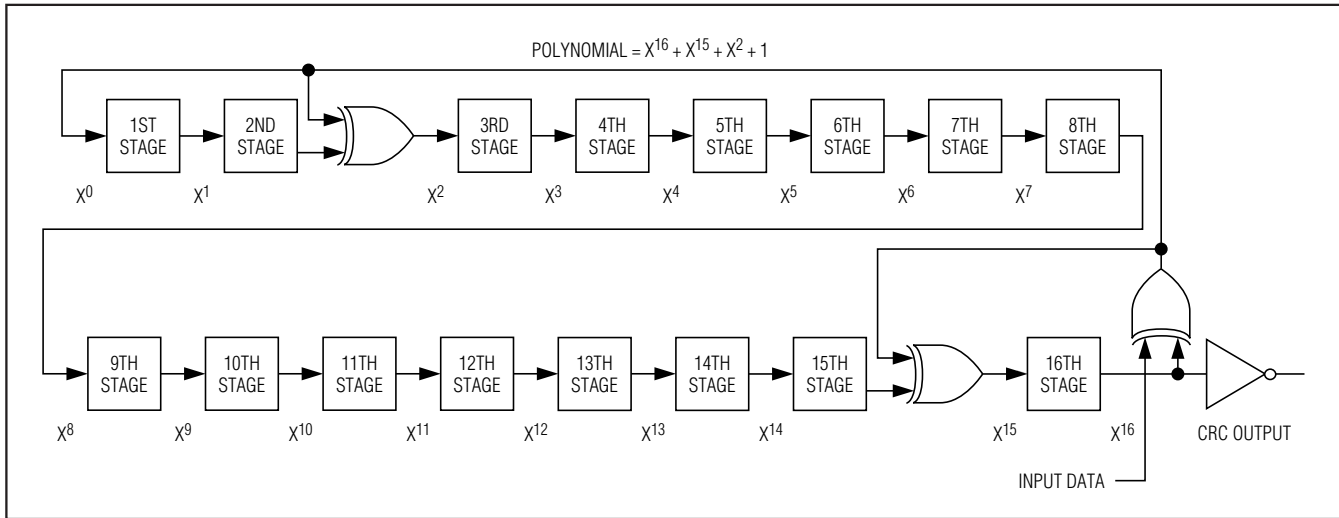 POLYNOMIAL = X16 + X15 + X2 + 1
1ST STAGE
2ND STAGE
3RD STAGE
4TH STAGE
5TH STAGE
6TH STAGE
7TH STAGE
8TH STAGE
X0 X1 X2 X3 X4 X5 X6 X7
9TH STAGE
10TH STAGE
11TH STAGE
12TH STAGE
13TH STAGE
14TH STAGE
15TH STAGE
16TH STAGE
X8 X9 X10 X11 X12 X13 X14 X15 X16 CRC OUTPUT
INPUT DATA